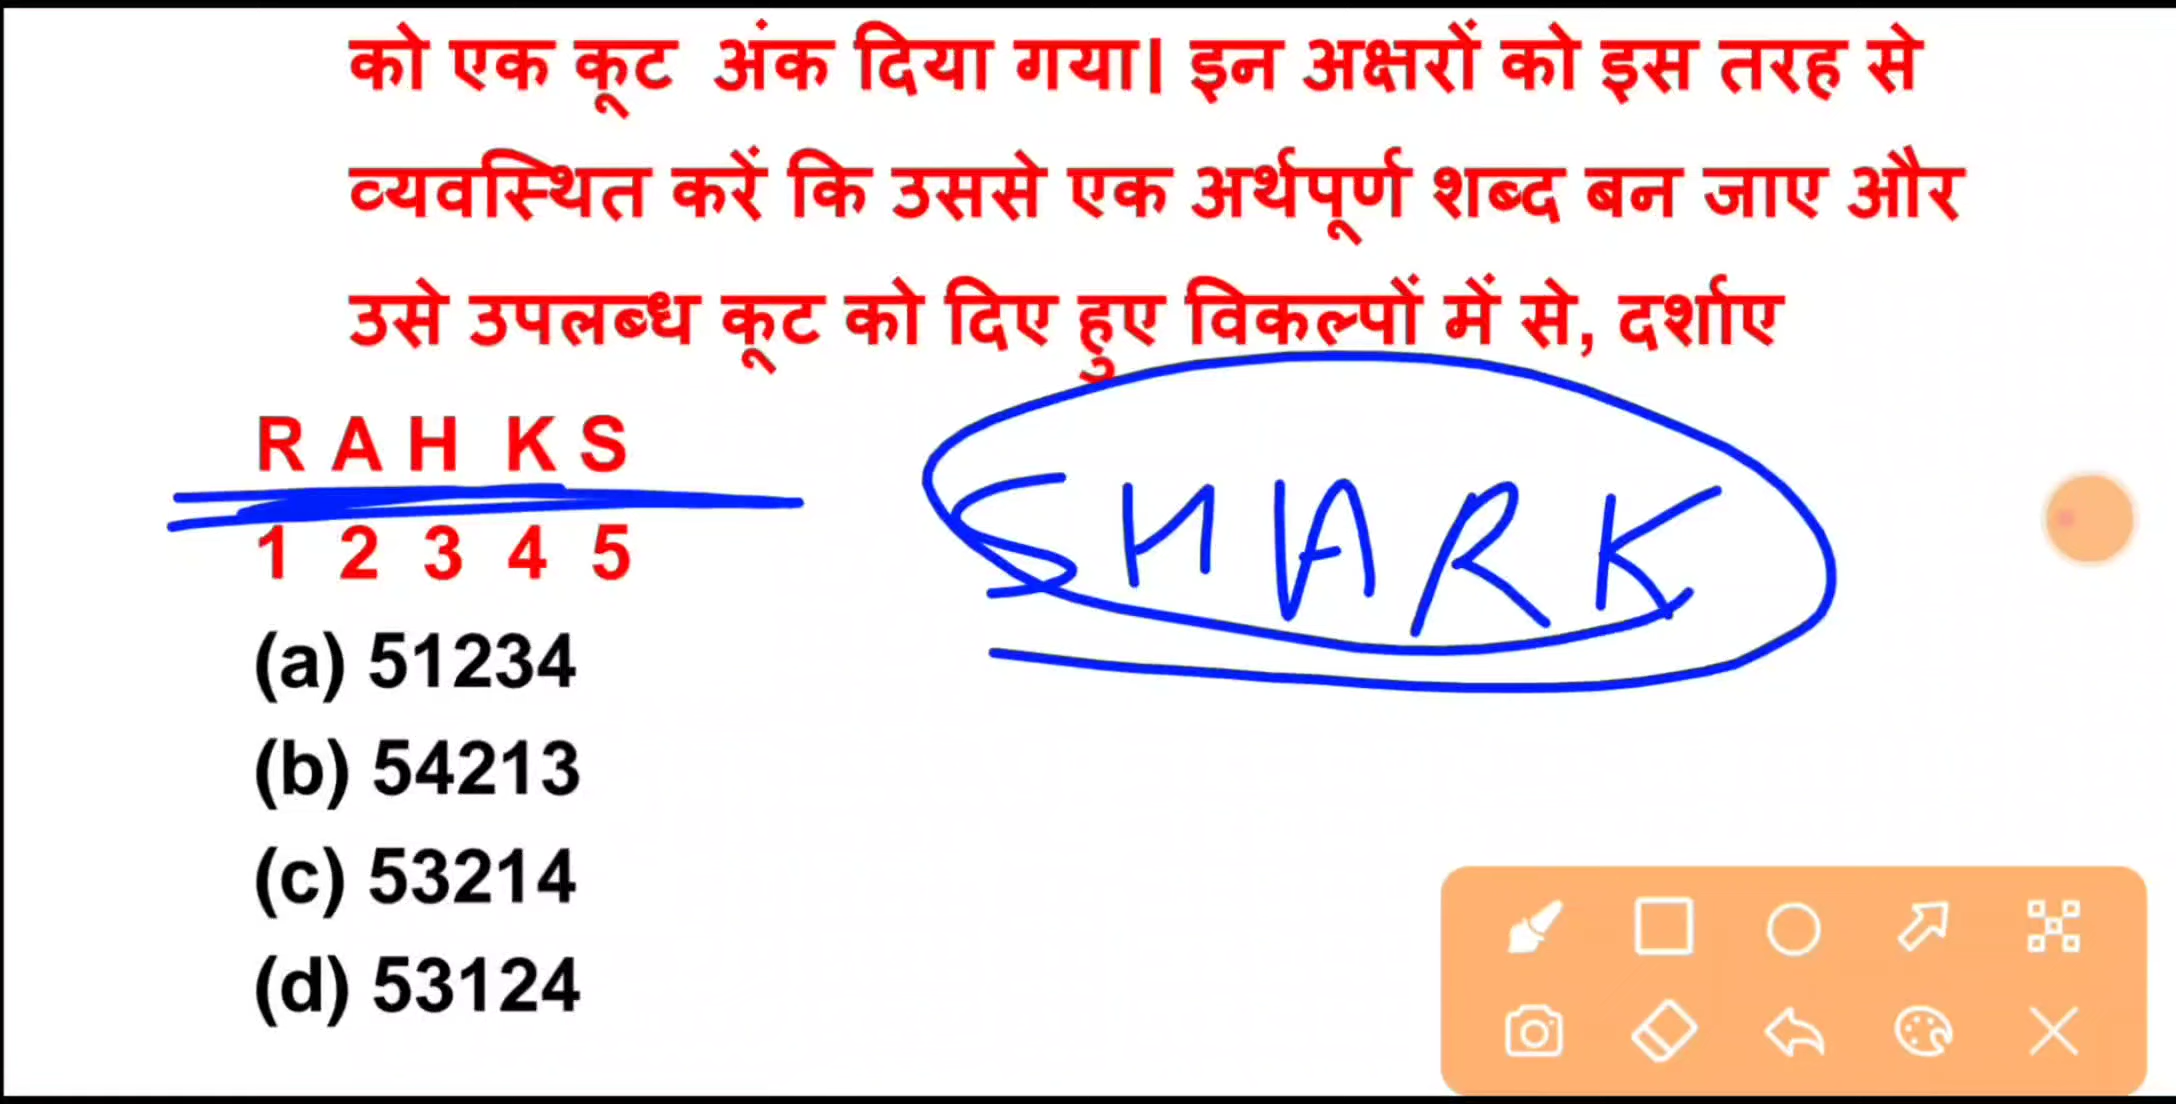 को एक कूट अंक दिया गया। इन अक्षरों को इस तरह से
व्यवस्थित करें कि उससे एक अर्थपूर्ण शब्द बन जाए और
उसे उपलब्ध कूट को दिए हुए विकल्पों में से, दर्शाए
R A H K S
SHARK
1 2 3 4 5
(a) 51234
(b) 54213
(c) 53214
(d) 53124